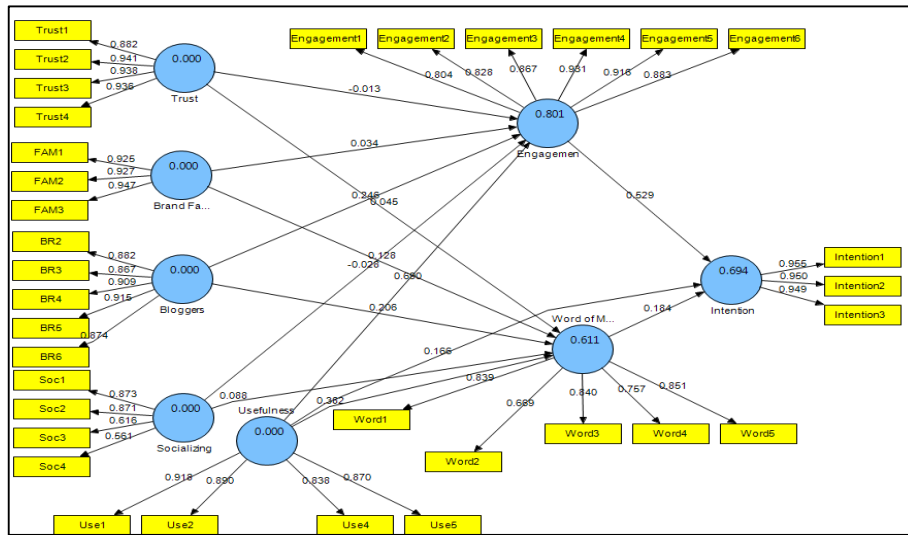 Trust1
Trust2
Trust3
Trust4
0.882
0.941
0.938
0.936
0.000
Trust
FAM1
FAM2
FAM3
0.925
0.927
0.947
0.000
Brand Fa...
BR2
BR3
BR4
BR5
BR6
0.882
0.867
0.909
0.915
0.874
0.000
Bloggers
Soc1
Soc2
Soc3
Soc4
0.873
0.871
0.616
0.561
0.000
Socializing
Usefulness
0.000
0.918
0.890
0.838
0.870
Use1
Use2
Use4
Use5
Engagement1
Engagement2
Engagement3
Engagement4
Engagement5
Engagement6
0.804
0.828
0.867
0.931
0.916
0.883
0.801
Engagemen
-0.013
0.034
0.246
0.045
0.128
-0.028
0.206
0.088
0.166
0.362
0.529
0.184
Word of M...
0.611
0.839
0.669
0.840
0.757
0.851
Word1
Word2
Word3
Word4
Word5
0.694
Intention
0.955
0.950
0.949
Intention1
Intention2
Intention3